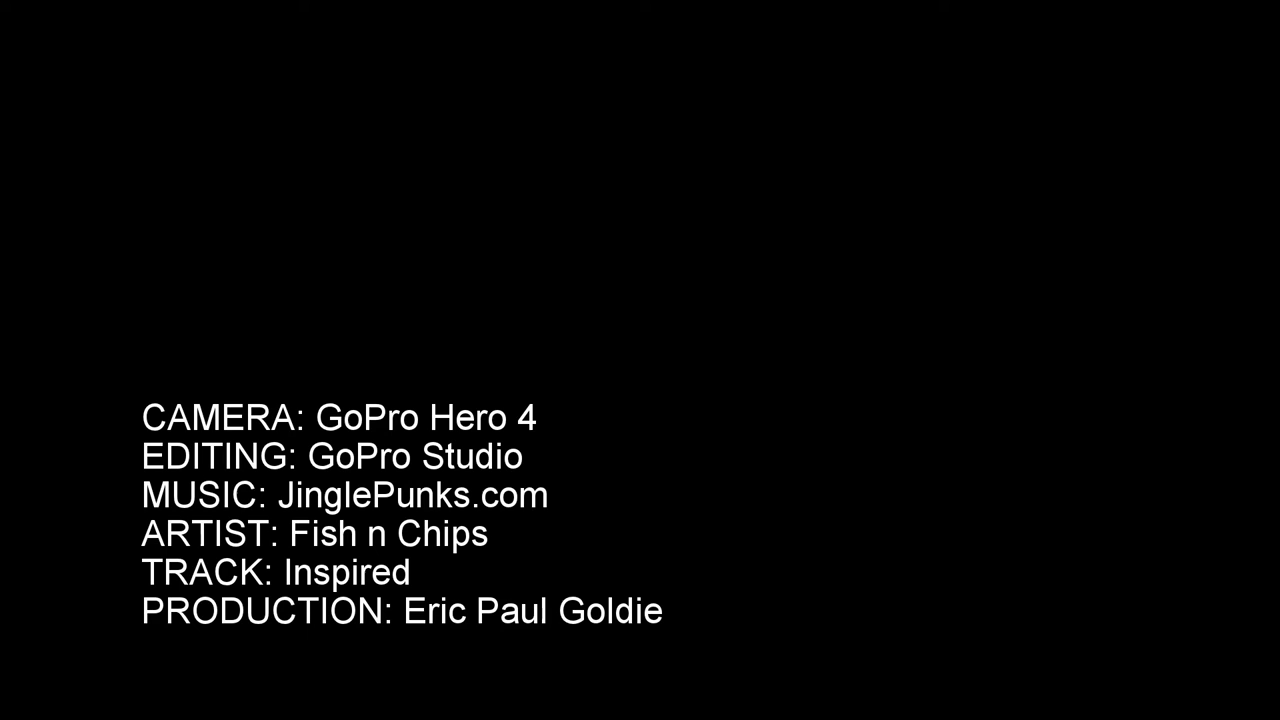 CAMERA: GoPro Hero 4
EDITING: GoPro Studio
MUSIC: JinglePunks.com
ARTIST: Fish n Chips
TRACK: Inspired
PRODUCTION: Eric Paul Goldie